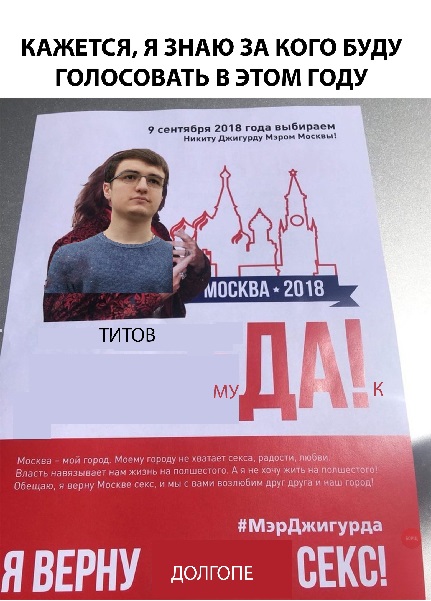 КАЖЕТСЯ, Я ЗНАЮ ЗА КОГО БУДУ
ГОЛОСОВАТЬ В ЭТОМ ГОДУ
9 сентября 2018 года выбираем
Никиту Джигурду Мэром Москвы!
МОСКВА 2018
ТИТОВ
МУДА!К
Москва – мой город. Моему городу не хватает секса, радости, любви.
Власть навязывает нам жизнь на полшестого. А я не хочу жить на полшестого!
Обещаю, я верну Москве секс, и мы с вами возлюбим друг друга и наш город!
#МэрДжигурда
Я ВЕРНУ ДОЛГОПЕ СЕКС!